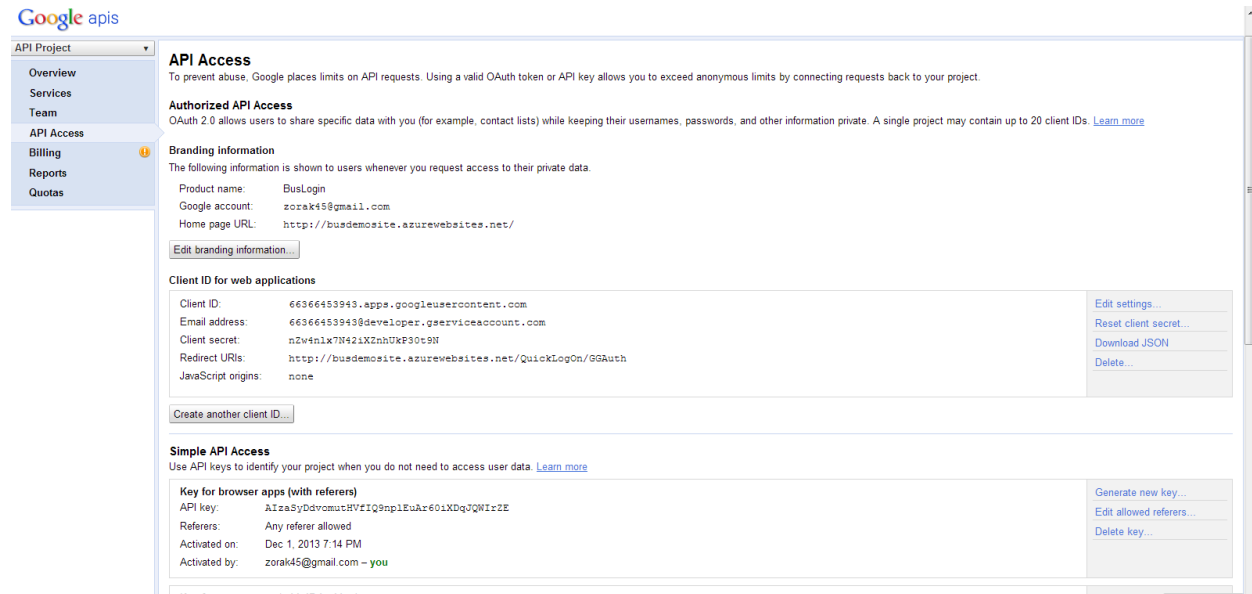 Google apis
API Project
Overview
Services
Team
API Access
Billing
Reports
Quotas
API Access
To prevent abuse, Google places limits on API requests. Using a valid OAuth token or API key allows you to exceed anonymous limits by connecting requests back to your project.
Authorized API Access
OAuth 2.0 allows users to share specific data with you (for example, contact lists) while keeping their usernames, passwords, and other information private. A single project may contain up to 20 client IDs. Learn more
Branding information
The following information is shown to users whenever you request access to their private data.
Product name: BusLogin
Google account: zorak45@gmail.com
Home page URL: http://busdemosite.azurewebsites.net/
Edit branding information...
Client ID for web applications
Client ID: 66366453943.apps.googleusercontent.com
Email address: 66366453943@developer.gserviceaccount.com
Client secret: nZw4nlx7N42iXZnhUkP30t9N
Redirect URIs: http://busdemosite.azurewebsites.net/QuickLogOn/GGAuth
JavaScript origins: none
Edit settings...
Reset client secret...
Download JSON
Delete...
Create another client ID...
Simple API Access
Use API keys to identify your project when you do not need to access user data. Learn more
Key for browser apps (with referers)
API key: AIzaSyDdvomutHVfIQ9nplEuAr60iXDqJQWIrZE
Referers: Any referer allowed
Activated on: Dec 1, 2013 7:14 PM
Activated by: zorak45@gmail.com – you
Generate new key...
Edit allowed referers...
Delete key...